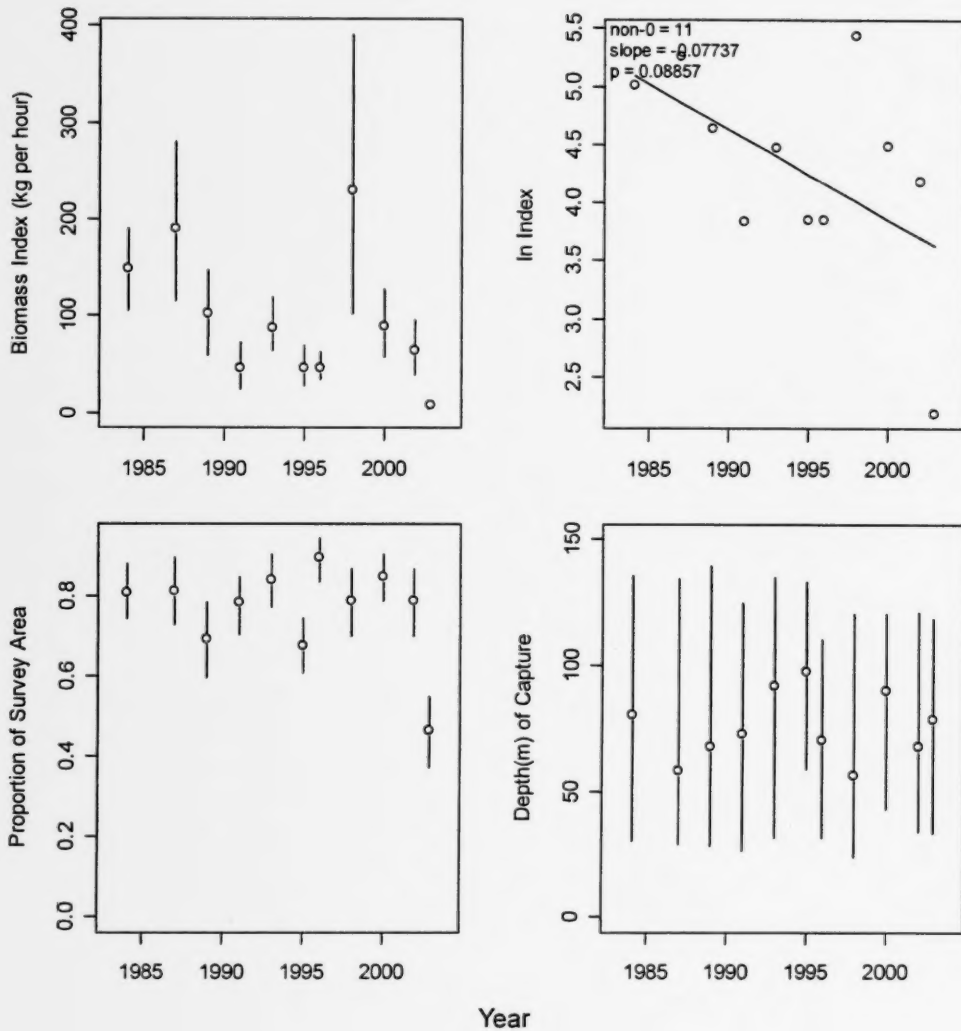 Biomass Index (kg per hour)
400
300
200
100
0
1985 1990 1995 2000
ln Index
5.5
5.0
4.5
4.0
3.5
3.0
2.5
non-0 = 11
slope = -0.07737
p = 0.08857
1985 1990 1995 2000
Proportion of Survey Area
0.8
0.6
0.4
0.2
0.0
1985 1990 1995 2000
Depth(m) of Capture
150
100
50
0
1985 1990 1995 2000
Year